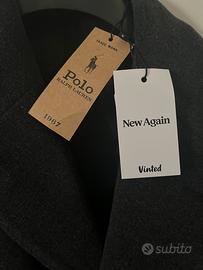 Polo
RALPH LAUREN
1967
New Again
Vinted
subito